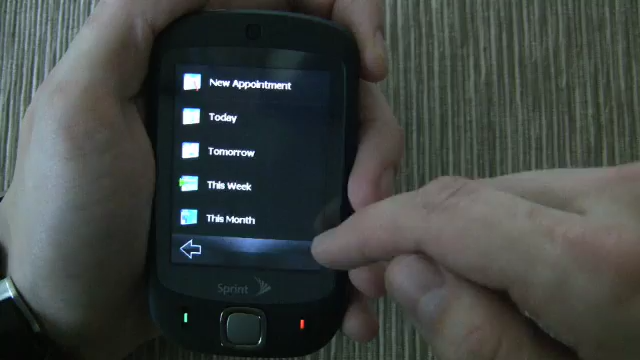 New Appointment
Today
Tomorrow
This Week
This Month
Sprint